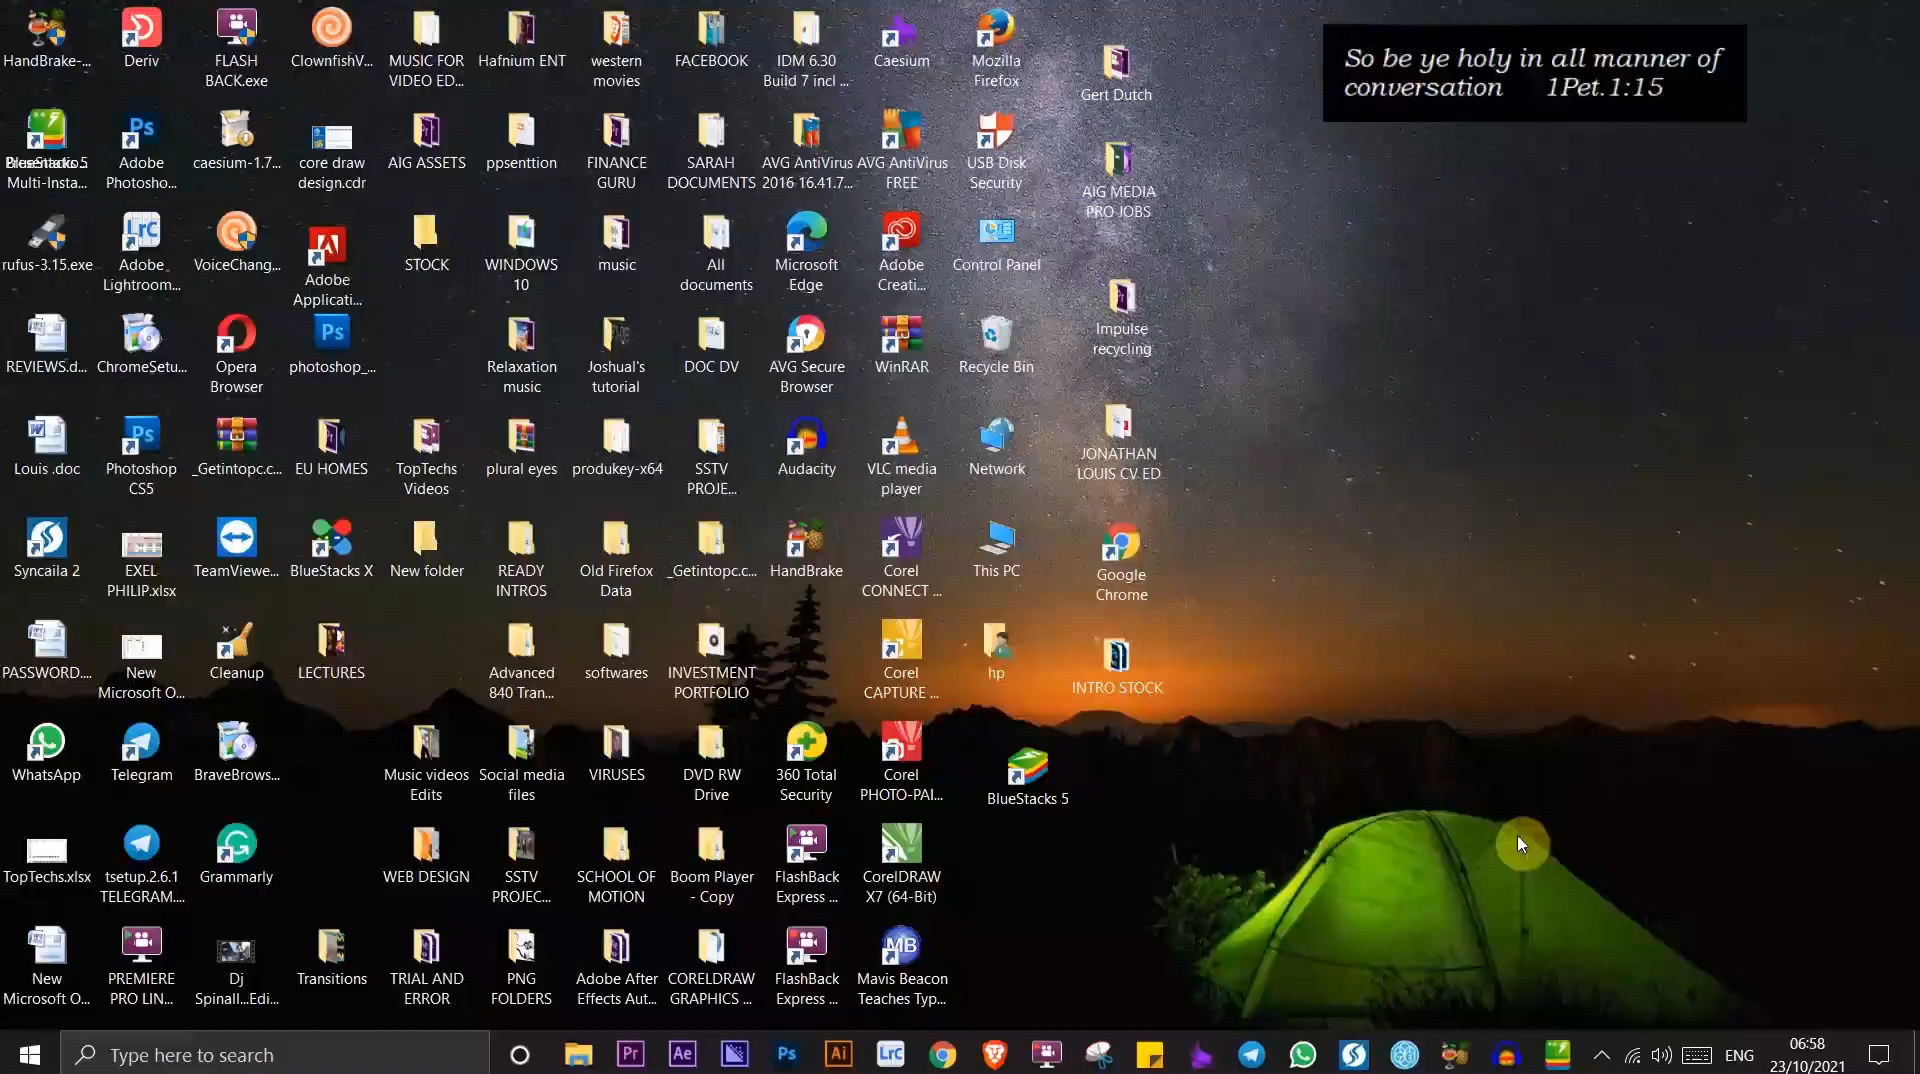 HandBrake-...
Deriv
FLASH
BACK.exe
ClownfishV...
MUSIC FOR
VIDEO ED...
Hafnium ENT
western
movies
FACEBOOK
IDM 6.30
Build 7 incl ...
Caesium
Mozilla
Firefox
Gert Dutch
So be ye holy in all manner of
conversation 1Pet.1:15
Multi-Insta...
Adobe
Photosho...
caesium-1.7...
core draw
design.cdr
AIG ASSETS
ppsenttion
FINANCE
GURU
SARAH
DOCUMENTS
AVG AntiVirus
2016 16.41.7...
AVG AntiVirus
FREE
USB Disk
Security
AIG MEDIA
PRO JOBS
rufus-3.15.exe
Adobe
Lightroom...
VoiceChang...
Adobe
Applicati...
STOCK
WINDOWS
10
music
All
documents
Microsoft
Edge
Adobe
Creati...
Control Panel
Impulse
recycling
REVIEWS.d...
ChromeSetu...
Opera
Browser
photoshop_...
Relaxation
music
Joshual's
tutorial
DOC DV
AVG Secure
Browser
WinRAR
Recycle Bin
Louis .doc
Photoshop
CS5
_Getintopc.c...
EU HOMES
TopTechs
Videos
plural eyes
produkey-x64
SSTV
PROJE...
Audacity
VLC media
player
Network
JONATHAN
LOUIS CV ED
Syncaila 2
EXEL
PHILIP.xlsx
TeamViewe...
BlueStacks X
New folder
READY
INTROS
Old Firefox
Data
_Getintopc.c...
HandBrake
Corel
CONNECT ...
This PC
Google
Chrome
PASSWORD....
New
Microsoft O...
Cleanup
LECTURES
Advanced
840 Tran...
softwares
INVESTMENT
PORTFOLIO
Corel
CAPTURE ...
hp
INTRO STOCK
WhatsApp
Telegram
BraveBrows...
Music videos
Edits
Social media
files
VIRUSES
DVD RW
Drive
360 Total
Security
Corel
PHOTO-PAI...
BlueStacks 5
TopTechs.xlsx
tsetup.2.6.1
TELEGRAM....
Grammarly
WEB DESIGN
SSTV
PROJEC...
SCHOOL OF
MOTION
Boom Player
- Copy
FlashBack
Express ...
CorelDRAW
X7 (64-Bit)
New
Microsoft O...
PREMIERE
PRO LIN...
Dj
Spinall...Edi...
Transitions
TRIAL AND
ERROR
PNG
FOLDERS
Adobe After
Effects Aut...
CORELDRAW
GRAPHICS ...
FlashBack
Express ...
Mavis Beacon
Teaches Typ...
Type here to search
Pr
Ae
Ps
Ai
Lrc
ENG
06:58
23/10/2021